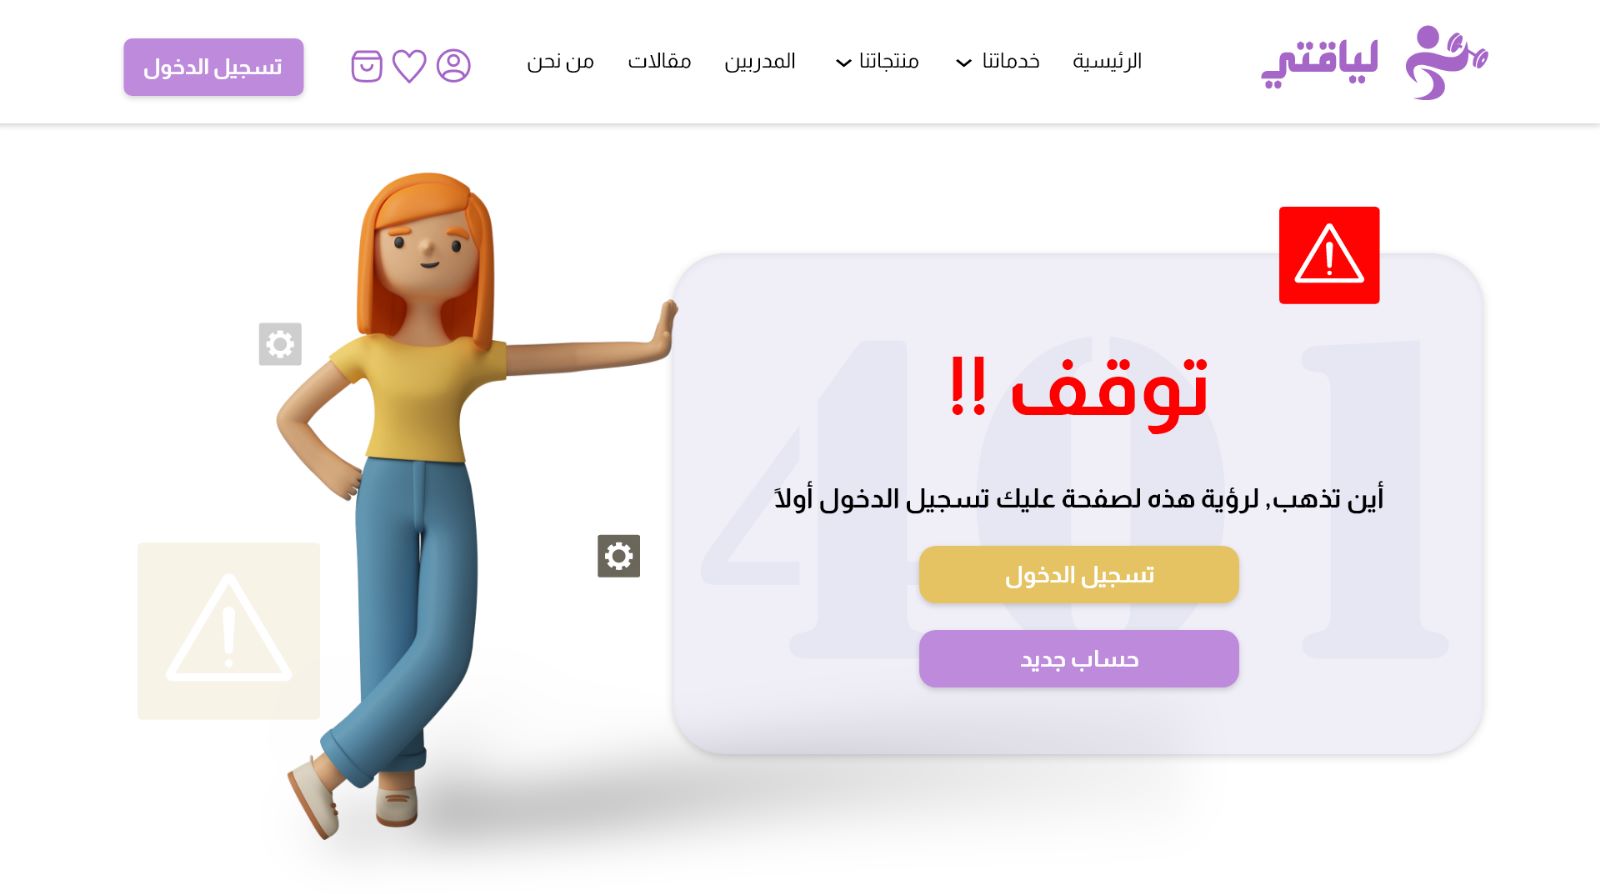 لياقتي
الرئيسية خدماتنا منتجاتنا المدربين مقالات من نحن تسجيل الدخول
401
توقف !!
أين تذهب, لرؤية هذه لصفحة عليك تسجيل الدخول أولاً
تسجيل الدخول
حساب جديد